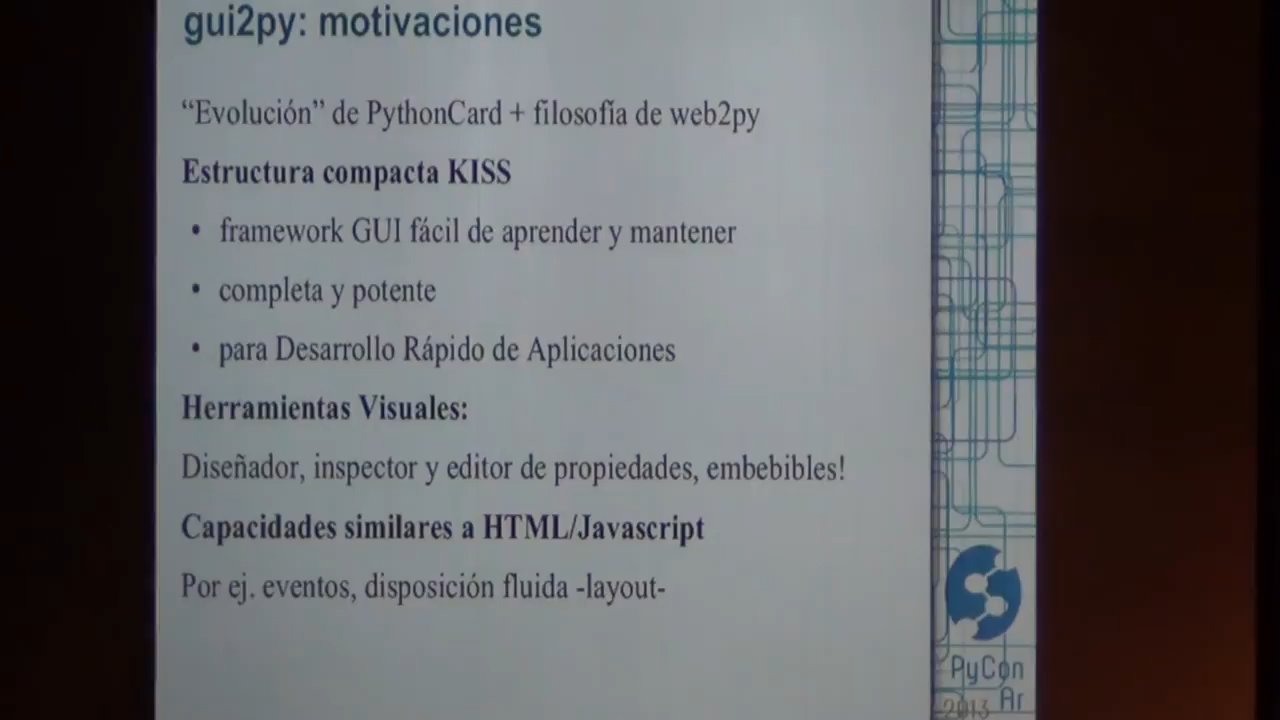 gui2py: motivaciones
“Evolución” de PythonCard + filosofía de web2py
Estructura compacta KISS
• framework GUI fácil de aprender y mantener
• completa y potente
• para Desarrollo Rápido de Aplicaciones
Herramientas Visuales:
Diseñador, inspector y editor de propiedades, embebibles!
Capacidades similares a HTML/Javascript
Por ej. eventos, disposición fluida -layout-
PyCon
Ar
2013